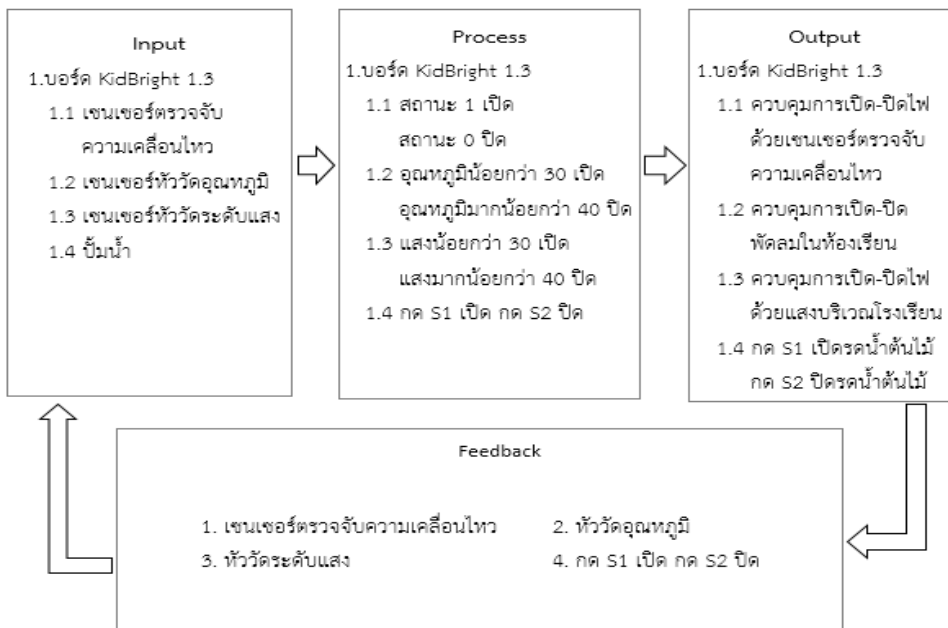 Input
1.บอร์ด KidBright 1.3
1.1 เซนเซอร์ตรวจจับ
ความเคลื่อนไหว
1.2 เซนเซอร์หัววัดอุณหภูมิ
1.3 เซนเซอร์หัววัดระดับแสง
1.4 ปั้มน้ำ
Process
1.บอร์ด KidBright 1.3
1.1 สถานะ 1 เปิด
สถานะ 0 ปิด
1.2 อุณหภูมิน้อยกว่า 30 เปิด
อุณหภูมิมากน้อยกว่า 40 ปิด
1.3 แสงน้อยกว่า 30 เปิด
แสงมากน้อยกว่า 40 ปิด
1.4 กด S1 เปิด กด S2 ปิด
Output
1.บอร์ด KidBright 1.3
1.1 ควบคุมการเปิด-ปิดไฟ
ด้วยเซนเซอร์ตรวจจับ
ความเคลื่อนไหว
1.2 ควบคุมการเปิด-ปิด
พัดลมในห้องเรียน
1.3 ควบคุมการเปิด-ปิดไฟ
ด้วยแสงบริเวณโรงเรียน
1.4 กด S1 เปิดรดน้ำต้นไม้
กด S2 ปิดรดน้ำต้นไม้
Feedback
1. เซนเซอร์ตรวจจับความเคลื่อนไหว 2. หัววัดอุณหภูมิ
3. หัววัดระดับแสง 4. กด S1 เปิด กด S2 ปิด